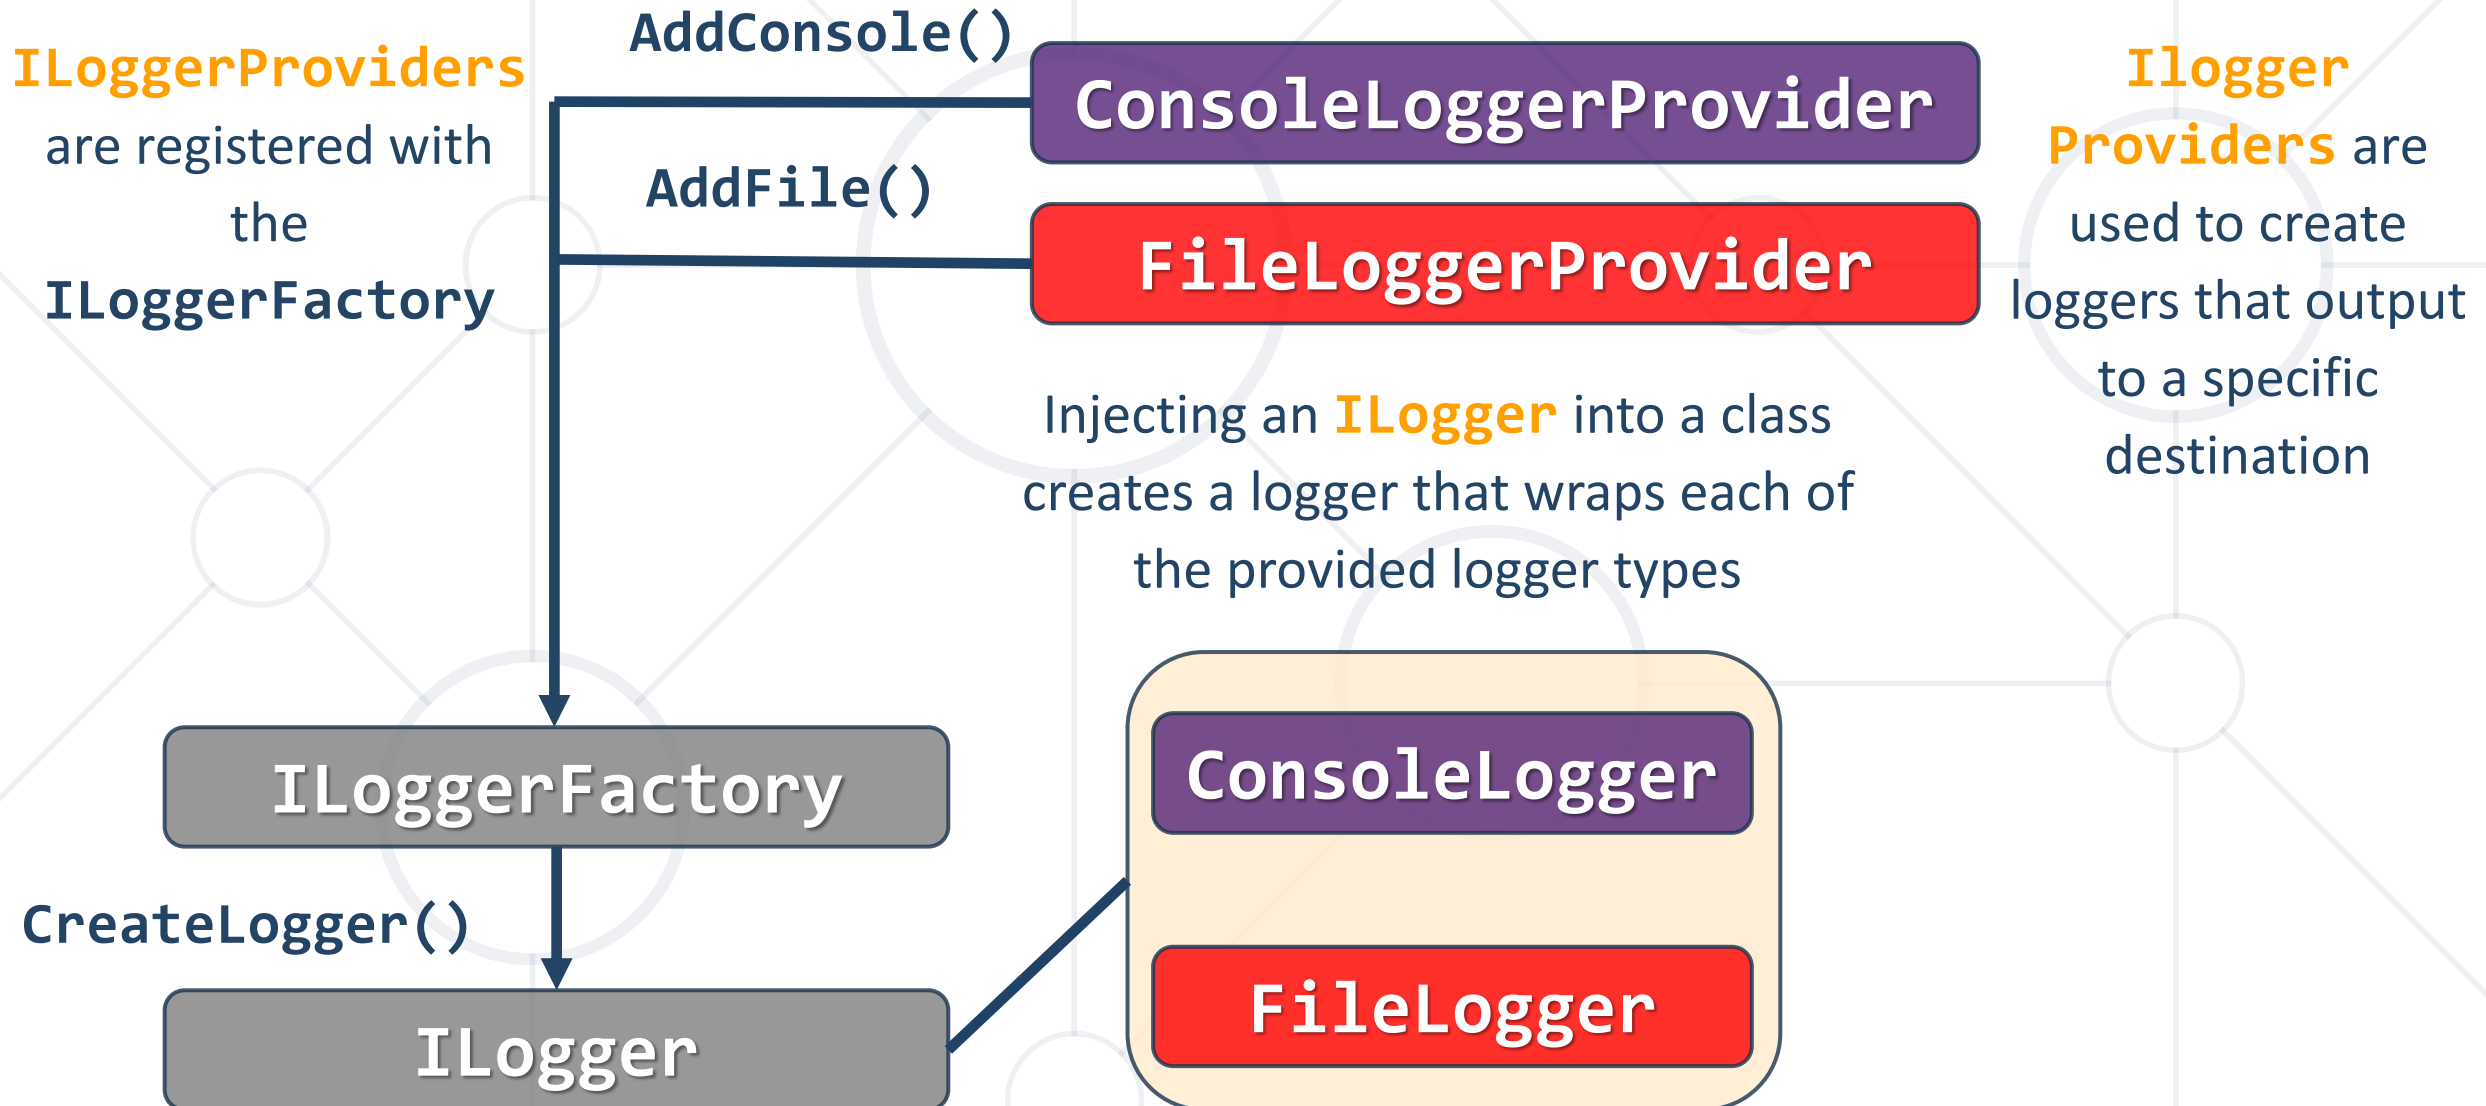 ILoggerProviders
are registered with
the
ILoggerFactory
AddConsole()
AddFile()
ConsoleLoggerProvider
FileLoggerProvider
Ilogger
Providers are
used to create
loggers that output
to a specific
destination
Injecting an ILogger into a class
creates a logger that wraps each of
the provided logger types
ILoggerFactory
CreateLogger()
ILogger
ConsoleLogger
FileLogger